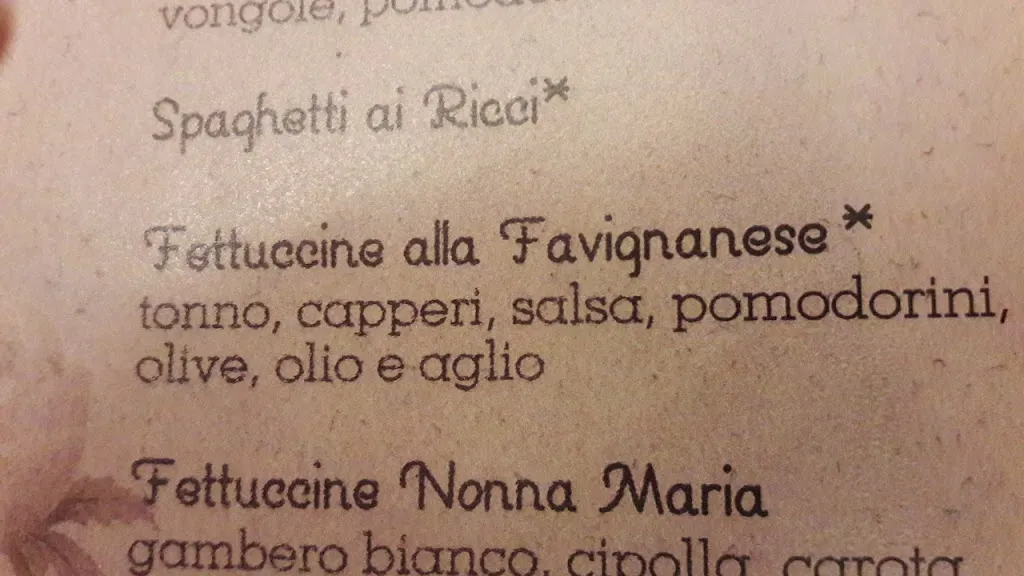 vongole,
Spaghetti ai Ricci*
Fettuccine alla Favignanese*
tonno, capperi, salsa, pomodorini,
olive, olio e aglio
Fettuccine Nonna Maria
gambero bianco, cipolla, carota